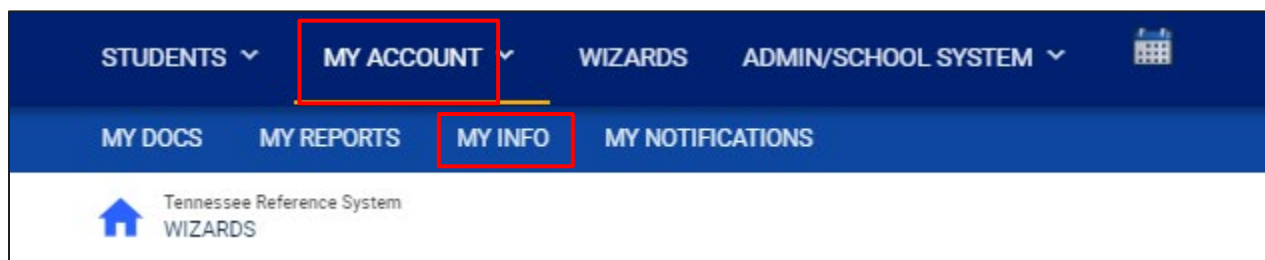 STUDENTS MY ACCOUNT WIZARDS ADMIN/SCHOOL SYSTEM
MY DOCS MY REPORTS MY INFO MY NOTIFICATIONS
Tennessee Reference System
WIZARDS